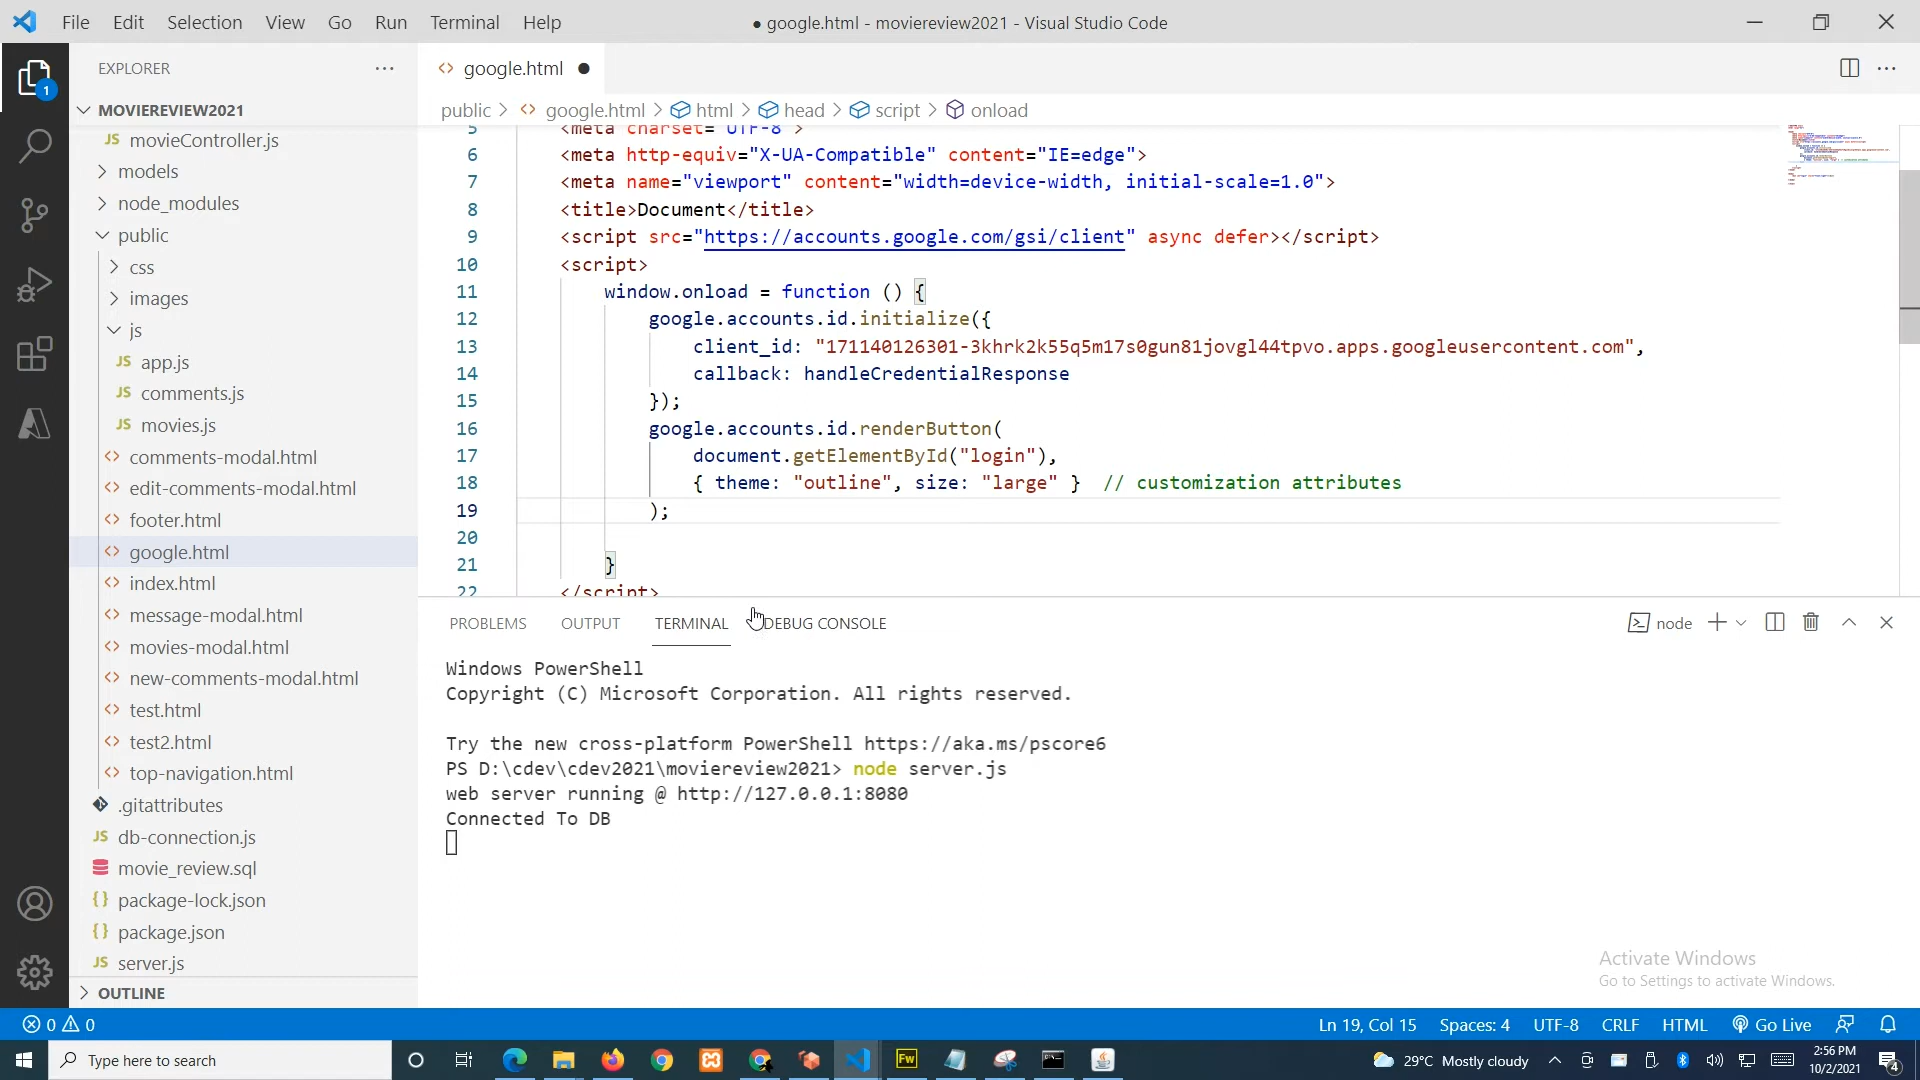 File Edit Selection View Go Run Terminal Help
● google.html - moviereview2021 - Visual Studio Code
EXPLORER
MOVIEREVIEW2021
movieController.js
models
node_modules
public
css
images
js
app.js
comments.js
movies.js
comments-modal.html
edit-comments-modal.html
footer.html
google.html
index.html
message-modal.html
movies-modal.html
new-comments-modal.html
test.html
test2.html
top-navigation.html
.gitattributes
db-connection.js
movie_review.sql
package-lock.json
package.json
server.js
OUTLINE
google.html ●
public > google.html > html > head > script > onload
5 <meta charset="UTF-8">
6 <meta http-equiv="X-UA-Compatible" content="IE=edge">
7 <meta name="viewport" content="width=device-width, initial-scale=1.0">
8 <title>Document</title>
9 <script src="https://accounts.google.com/gsi/client" async defer></script>
10 <script>
11 window.onload = function () {
12 google.accounts.id.initialize({
13 client_id: "171140126301-3khrk2k55q5m17s0gun81jovgl44tpvo.apps.googleusercontent.com",
14 callback: handleCredentialResponse
15 });
16 google.accounts.id.renderButton(
17 document.getElementById("login"),
18 { theme: "outline", size: "large" } // customization attributes
19 );
20
21 }
22 </script>
PROBLEMS OUTPUT TERMINAL DEBUG CONSOLE
node
Windows PowerShell
Copyright (C) Microsoft Corporation. All rights reserved.
Try the new cross-platform PowerShell https://aka.ms/pscore6
PS D:\cdev\cdev2021\moviereview2021> node server.js
web server running @ http://127.0.0.1:8080
Connected To DB
Activate Windows
Go to Settings to activate Windows.
0 0
Ln 19, Col 15 Spaces: 4 UTF-8 CRLF HTML Go Live
Type here to search
29°C Mostly cloudy
2:56 PM
10/2/2021